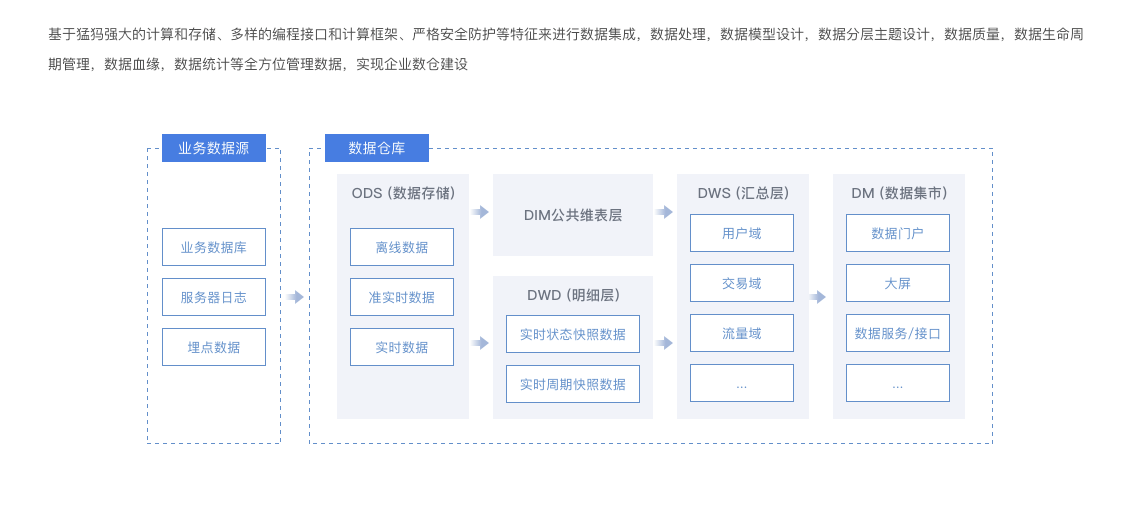 基于猛犸强大的计算和存储、多样的编程接口和计算框架、严格安全防护等特征来进行数据集成，数据处理，数据模型设计，数据分层主题设计，数据质量，数据生命周
期管理，数据血缘，数据统计等全方位管理数据，实现企业数仓建设
业务数据源
业务数据库
服务器日志
埋点数据
数据仓库
ODS (数据存储)
离线数据
准实时数据
实时数据
DIM公共维表层
DWD (明细层)
实时状态快照数据
实时周期快照数据
DWS (汇总层)
用户域
交易域
流量域
...
DM (数据集市)
数据门户
大屏
数据服务/接口
...